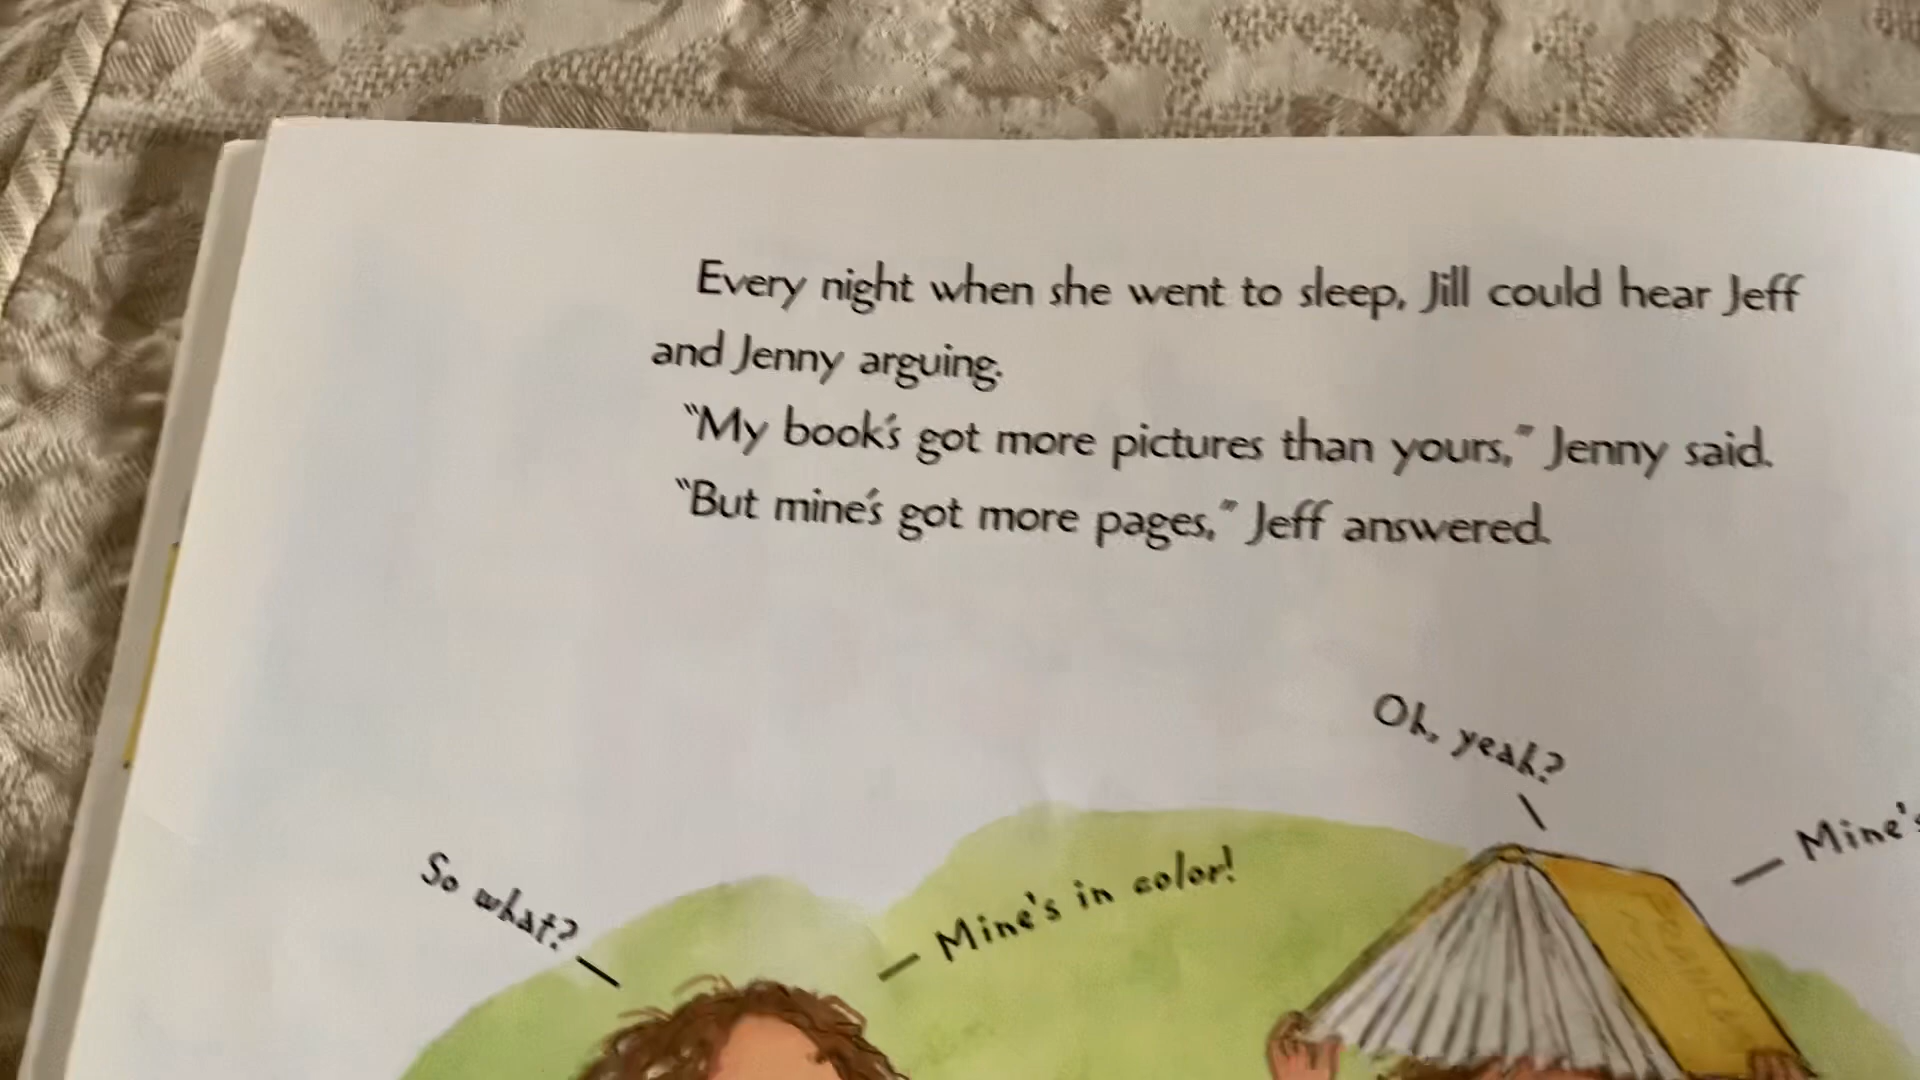 Every night when she went to sleep, Jill could hear Jeff
and Jenny arguing.
"My book's got more pictures than yours," Jenny said.
"But mine's got more pages," Jeff answered.
Oh, yeah?
Mine's
So what?
Mine's in color!